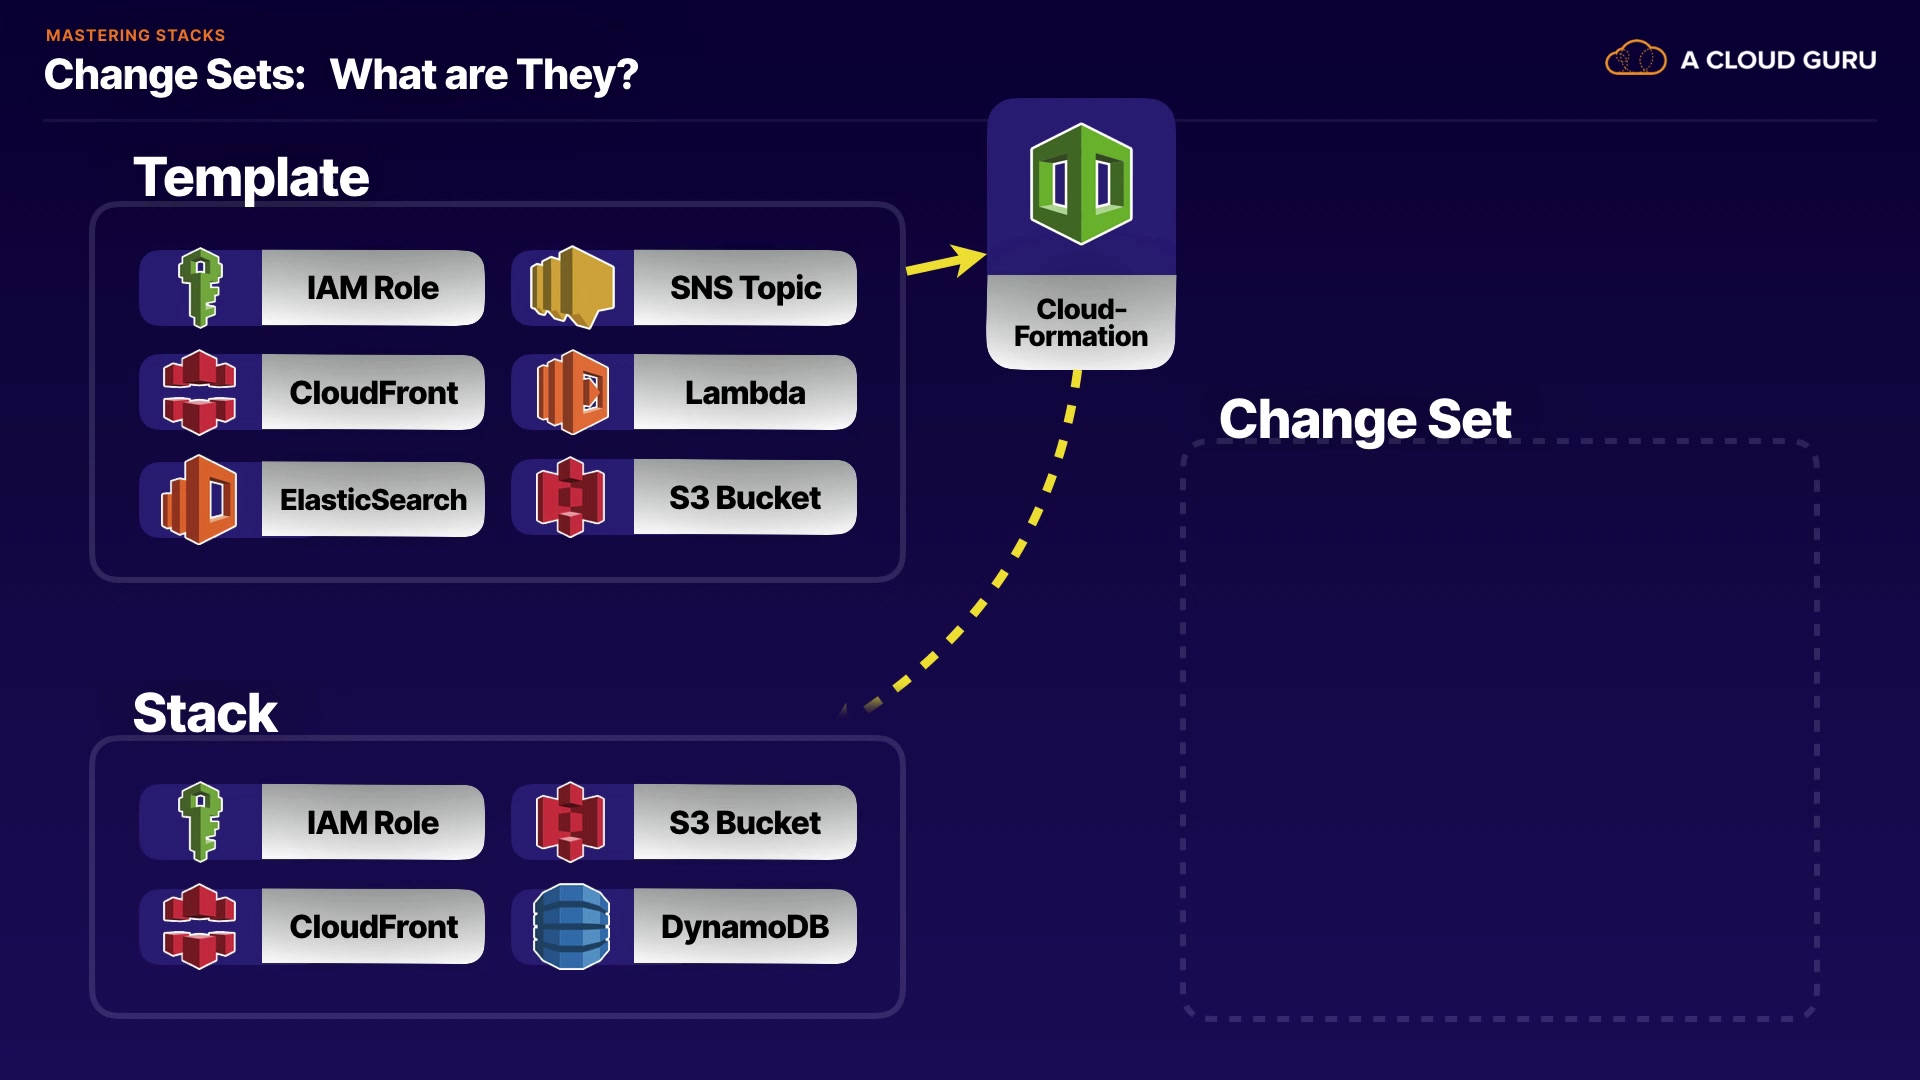 MASTERING STACKS
Change Sets: What are They?
A CLOUD GURU
Template
IAM Role
SNS Topic
CloudFront
Lambda
ElasticSearch
S3 Bucket
Cloud-
Formation
Change Set
Stack
IAM Role
S3 Bucket
CloudFront
DynamoDB